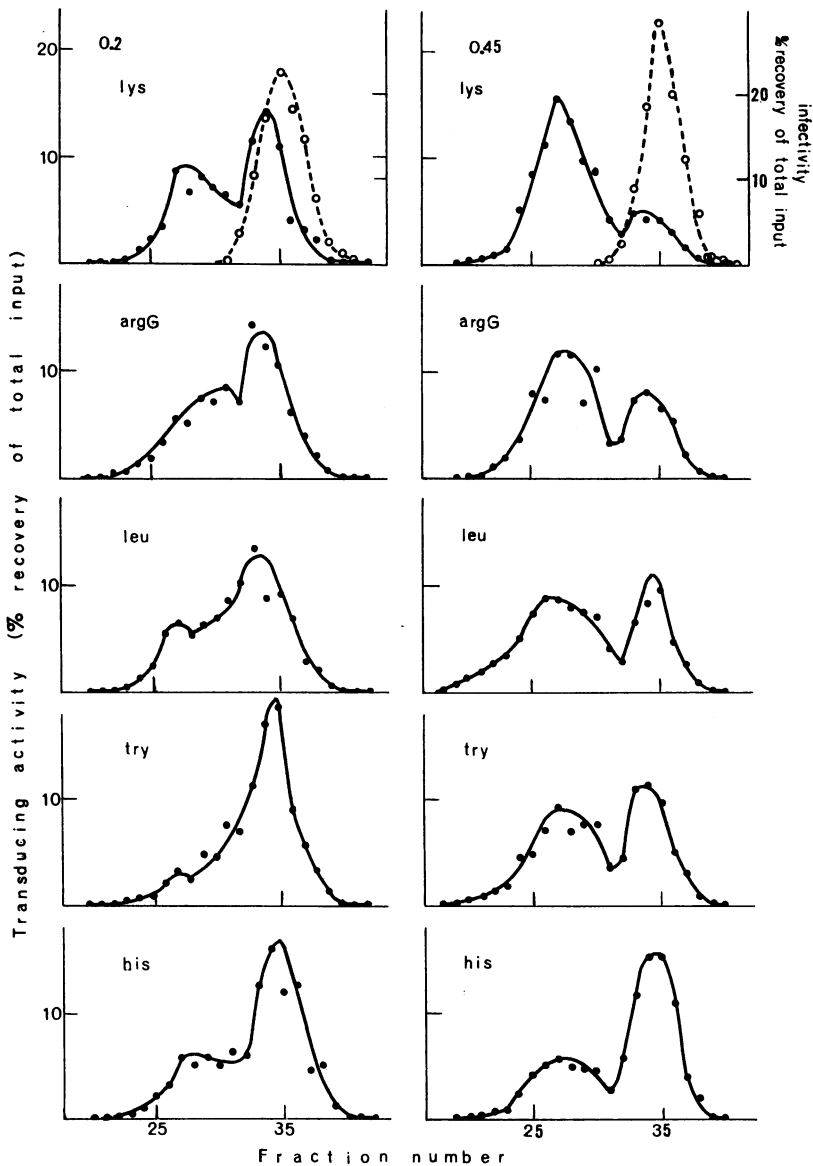 0.2
lys
20
10
0.45
lys
20
10
infectivity
% recovery of total input
argG
10
argG
leu
10
leu
try
10
try
his
10
his
25
35
25
35
Fraction number
Transducing activity (% recovery of total input)